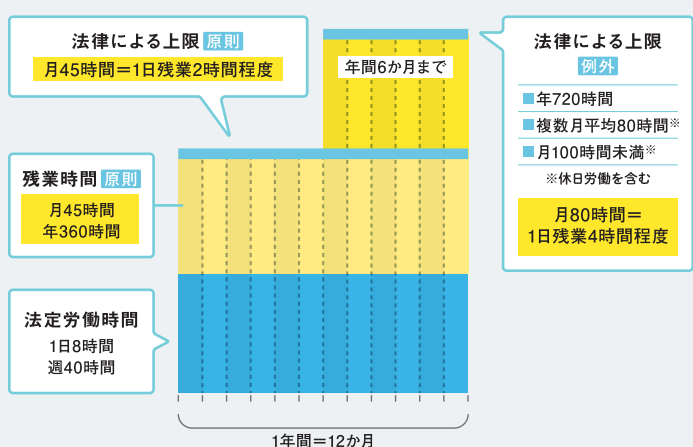 法律による上限 原則
月45時間＝1日残業2時間程度
年間6か月まで
法律による上限
例外
■年720時間
■複数月平均80時間※
■月100時間未満※
※休日労働を含む
月80時間＝
1日残業4時間程度
残業時間 原則
月45時間
年360時間
法定労働時間
1日8時間
週40時間
1年間＝12か月